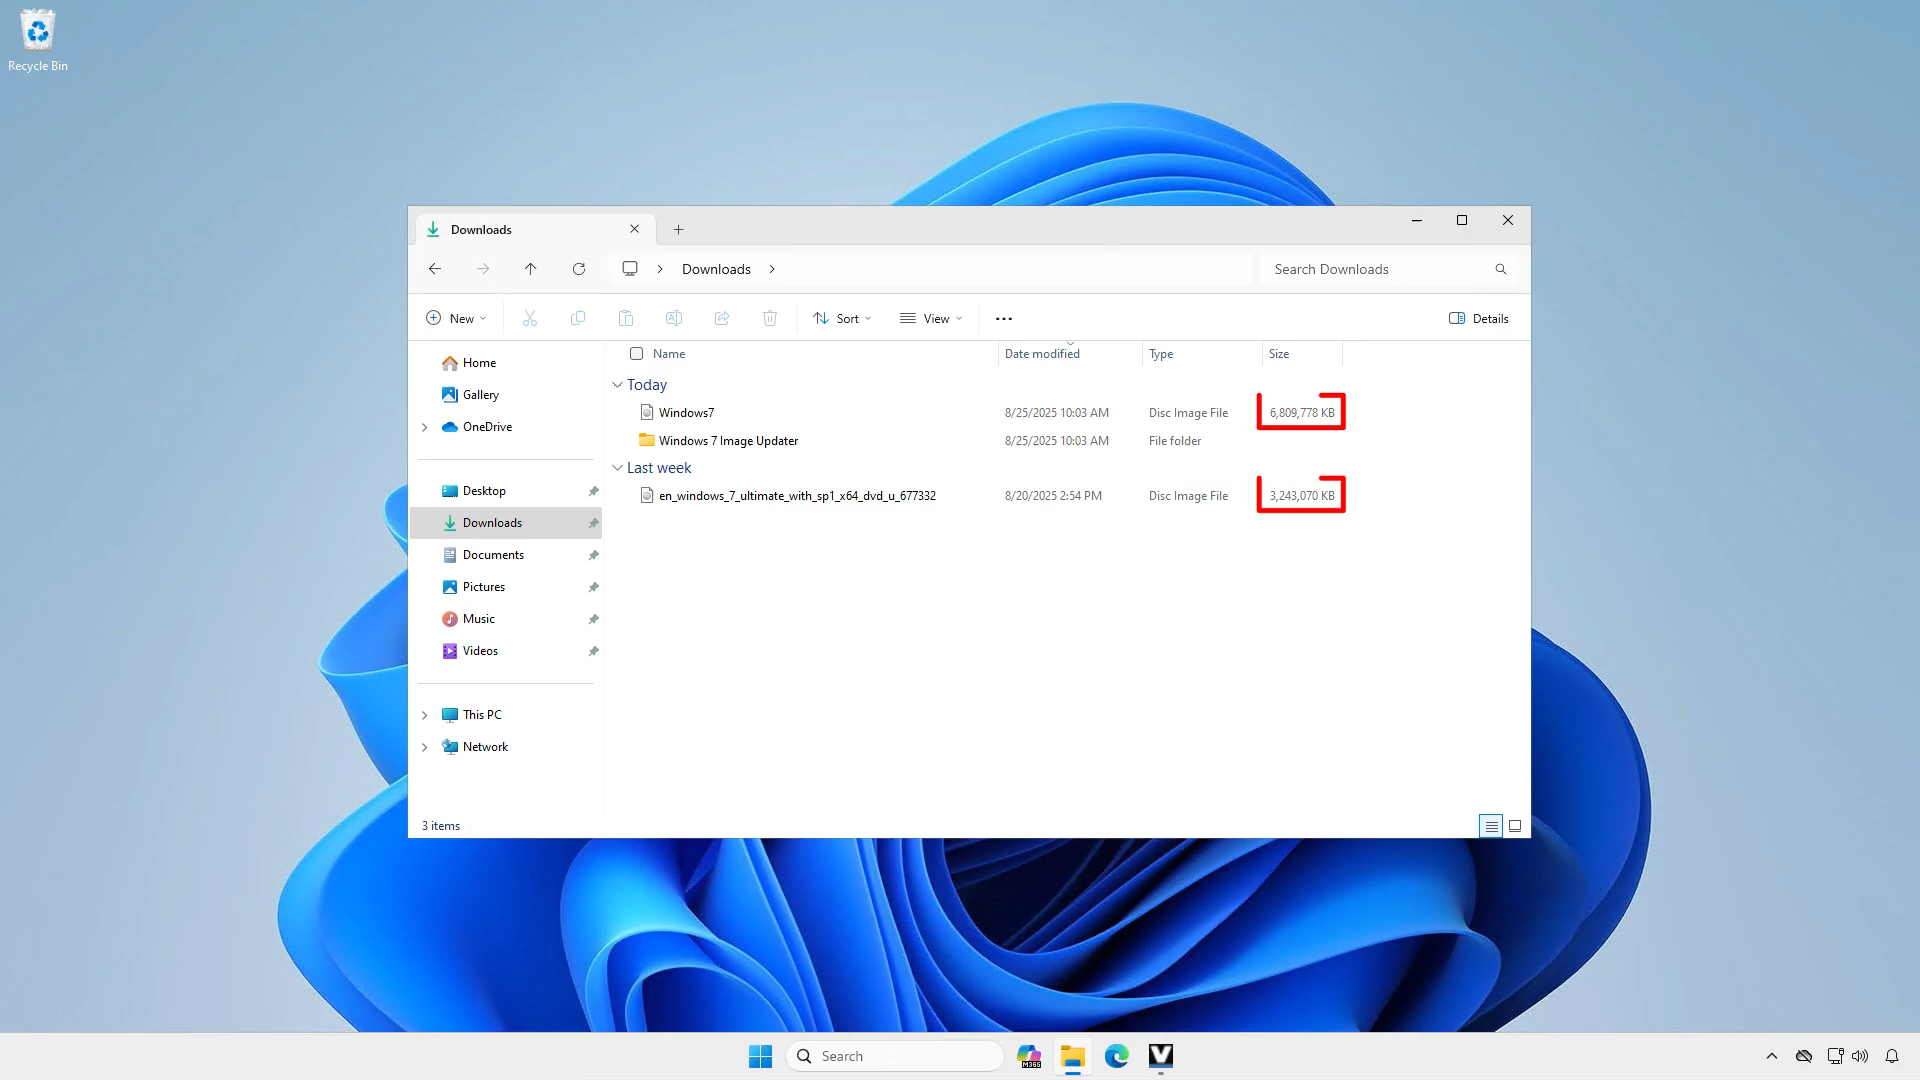 Recycle Bin
Downloads
Downloads
Search Downloads
New
Sort
View
Details
Name Date modified Type Size
Today
Windows7 8/25/2025 10:03 AM Disc Image File 6,809,778 KB
Windows 7 Image Updater 8/25/2025 10:03 AM File folder
Last week
en_windows_7_ultimate_with_sp1_x64_dvd_u_677332 8/20/2025 2:54 PM Disc Image File 3,243,070 KB
Home
Gallery
OneDrive
Desktop
Downloads
Documents
Pictures
Music
Videos
This PC
Network
3 items
Search
M365